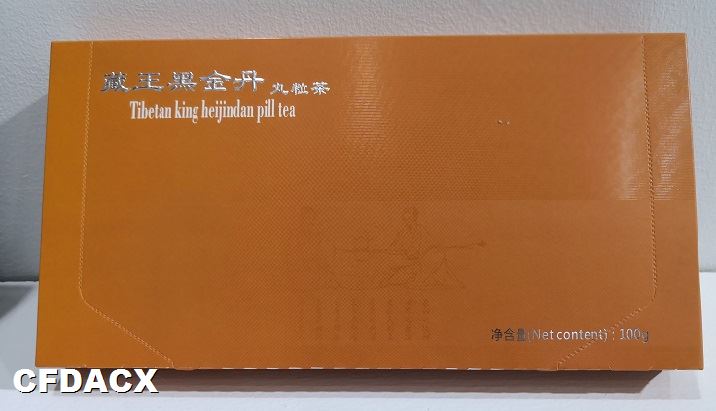 藏王黑金丹 丸粒茶
Tibetan king heijindan pill tea
净含量(Net content)：100g
CFDACX